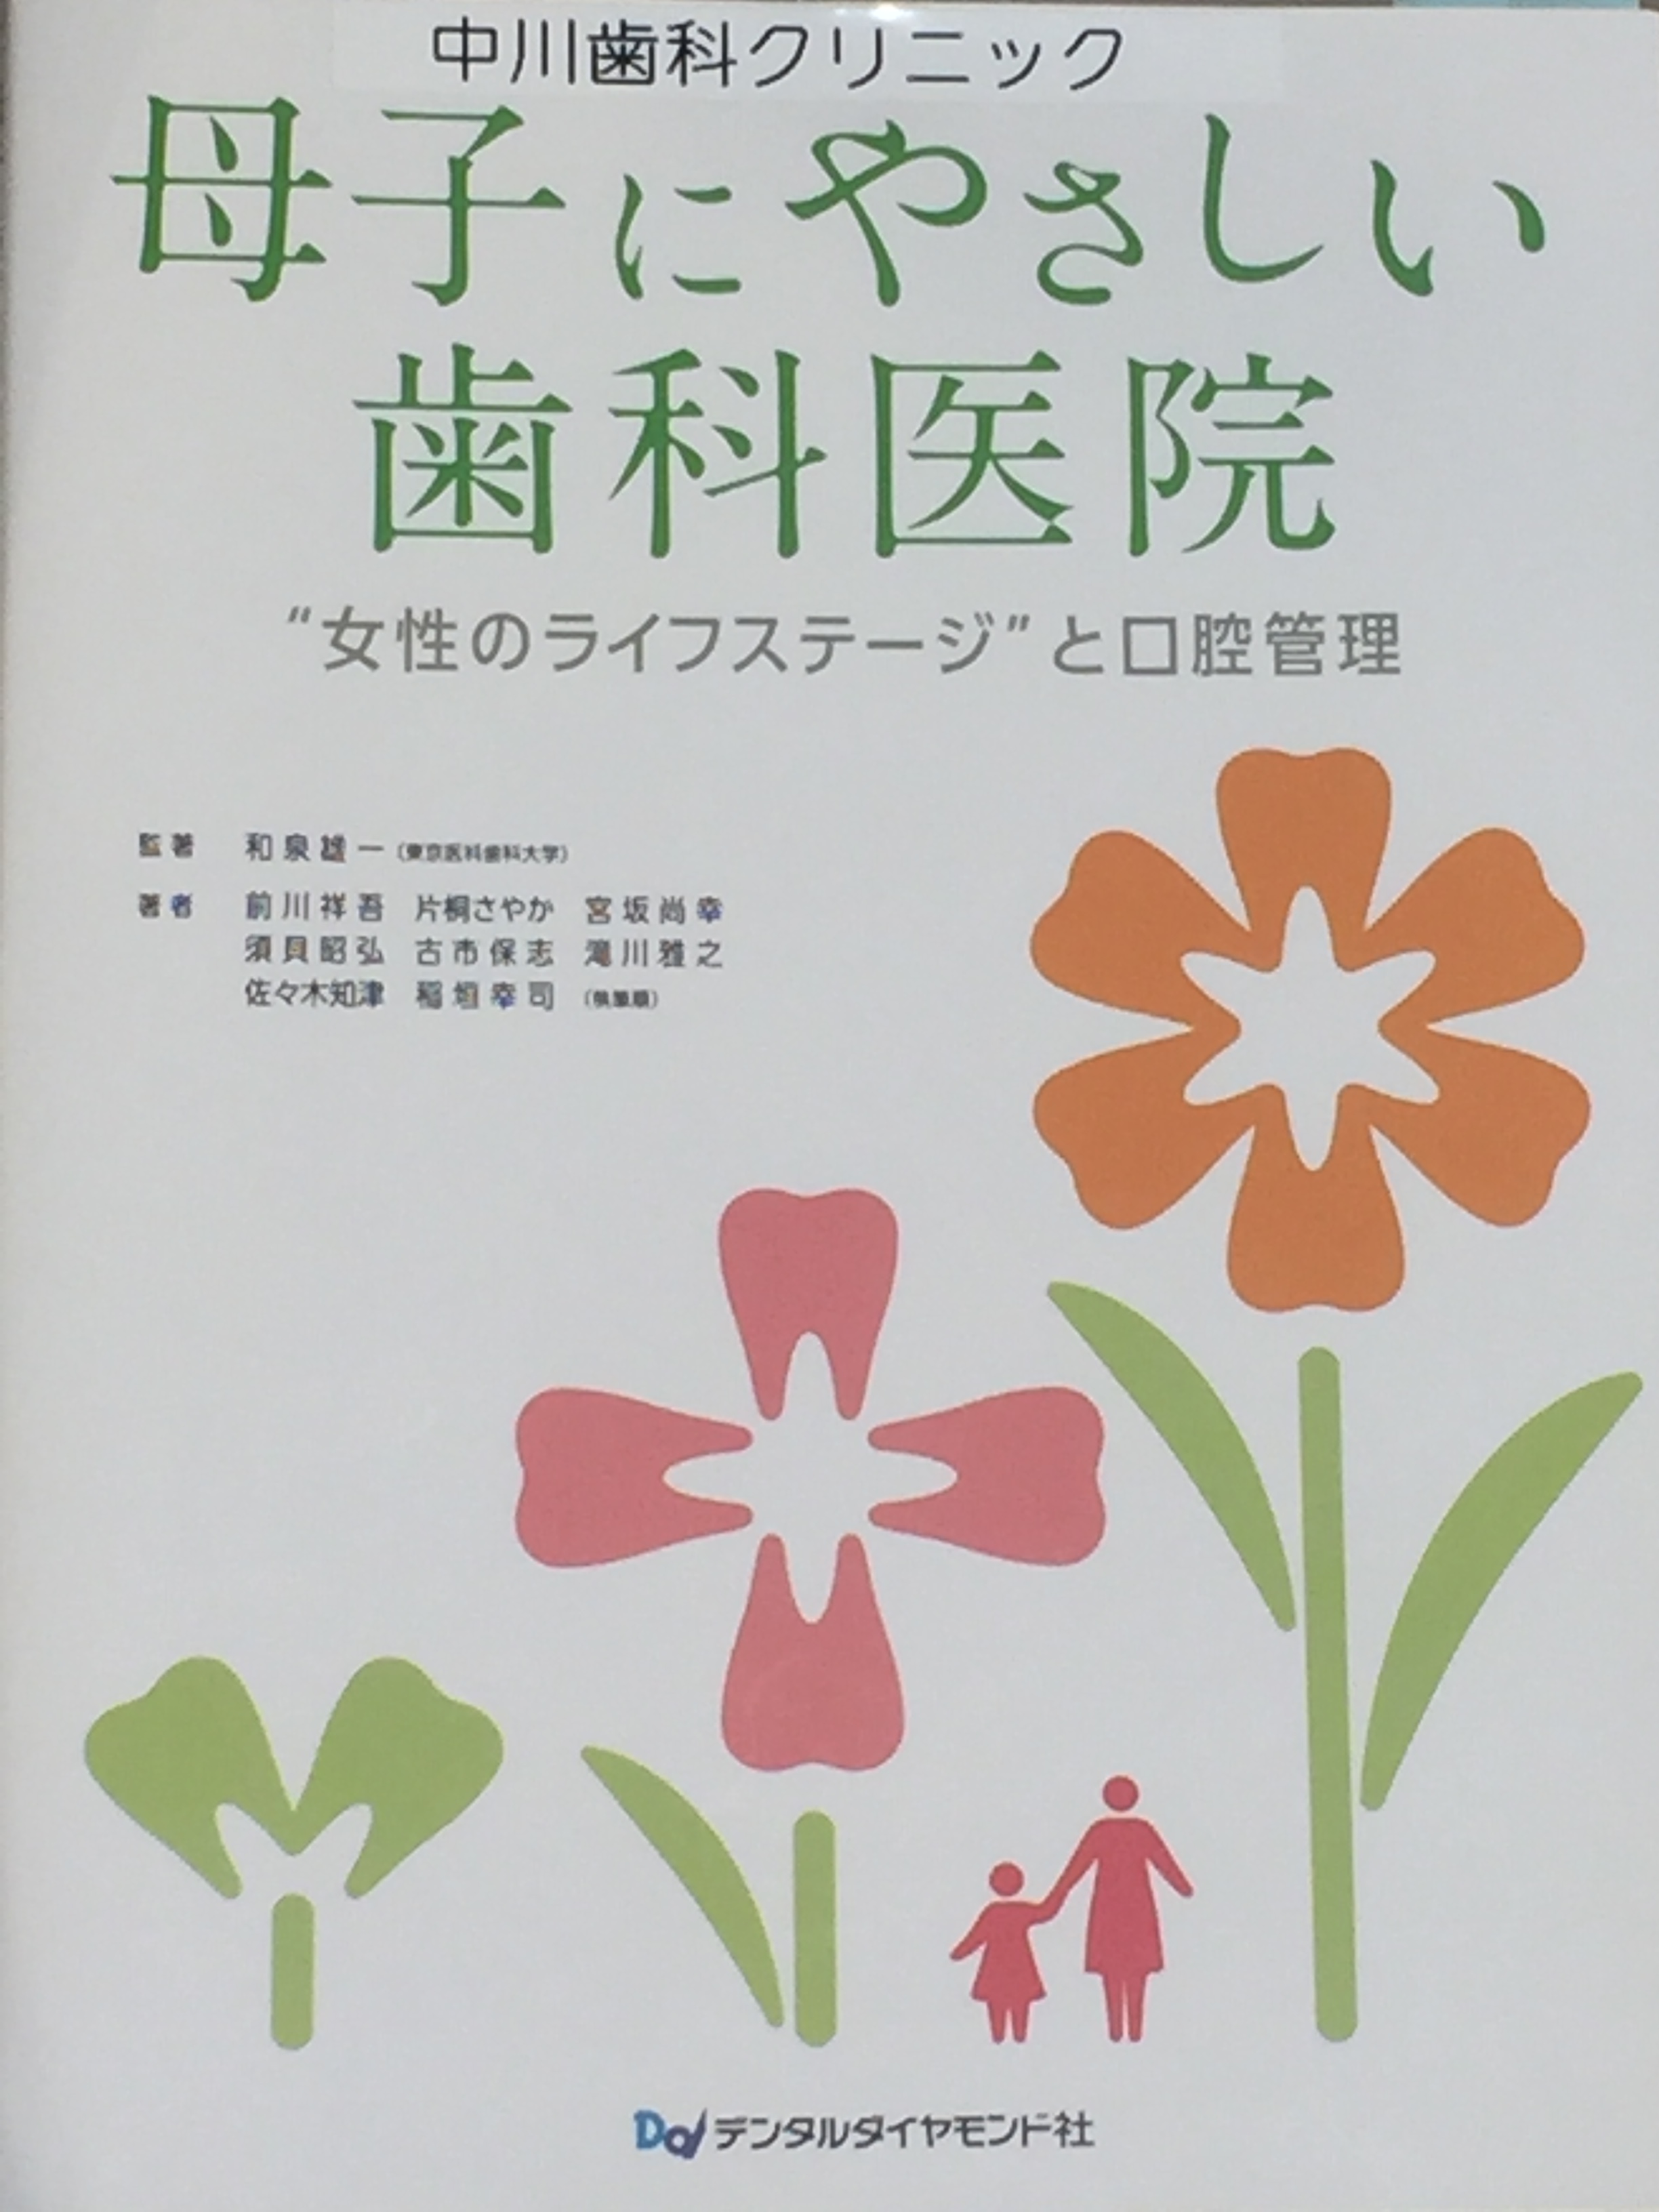 中川歯科クリニック
母子にやさしい
歯科医院
“女性のライフステージ”と口腔管理
監著 和泉雄一(東京医科歯科大学)
著者 前川祥吾 片桐さやか 宮坂尚幸
須貝昭弘 古市保志 滝川雅之
佐々木知津 稲垣幸司 (執筆順)
DD デンタルダイヤモンド社